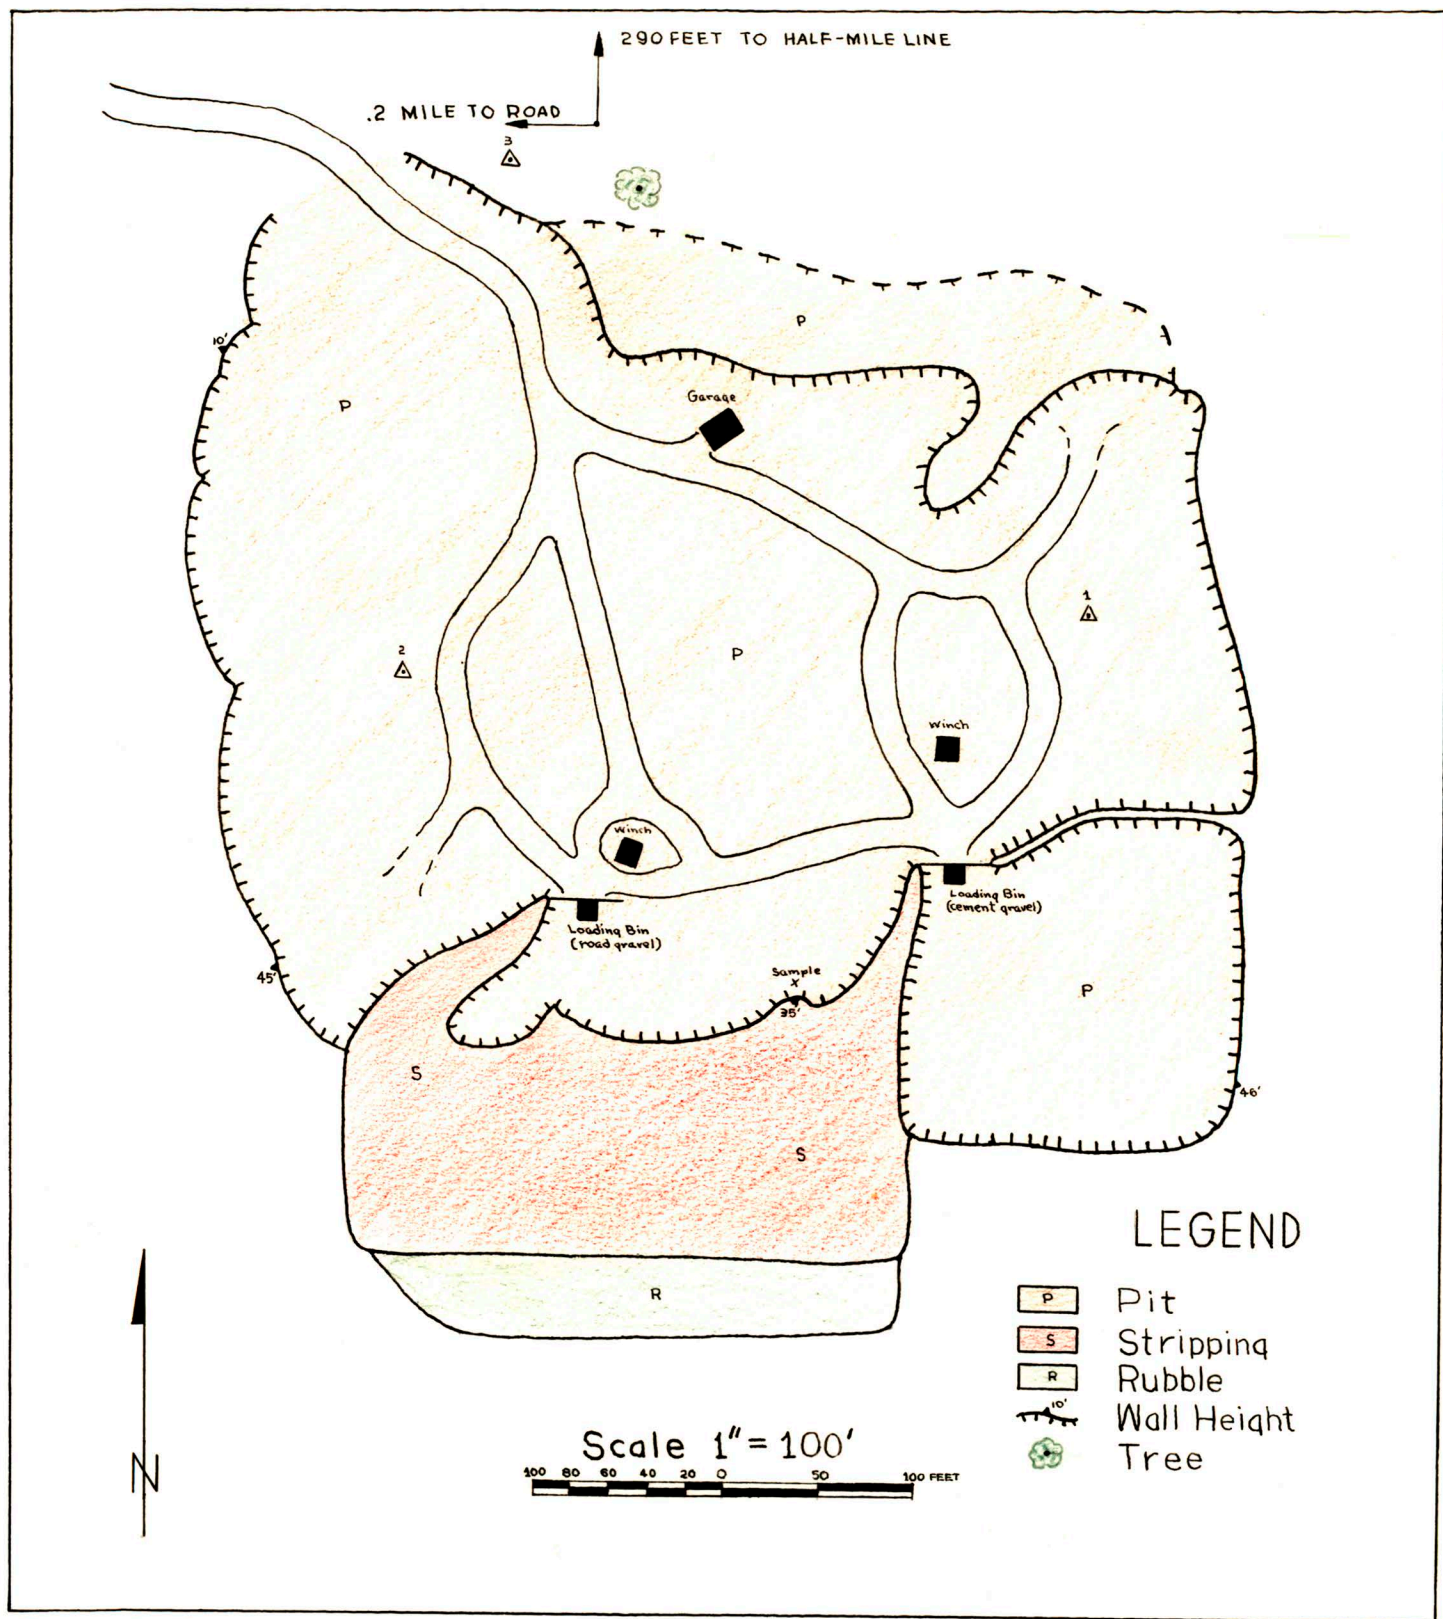 290 FEET TO HALF-MILE LINE
.2 MILE TO ROAD
3
P
10'
P
Garage
1
2
P
Winch
Winch
Loading Bin
(cement gravel)
Loading Bin
(road gravel)
45'
Sample
x
35'
P
S
46'
S
R
LEGEND
P Pit
S Stripping
R Rubble
10' Wall Height
Tree
N
Scale 1" = 100'
100 80 60 40 20 0 50 100 FEET